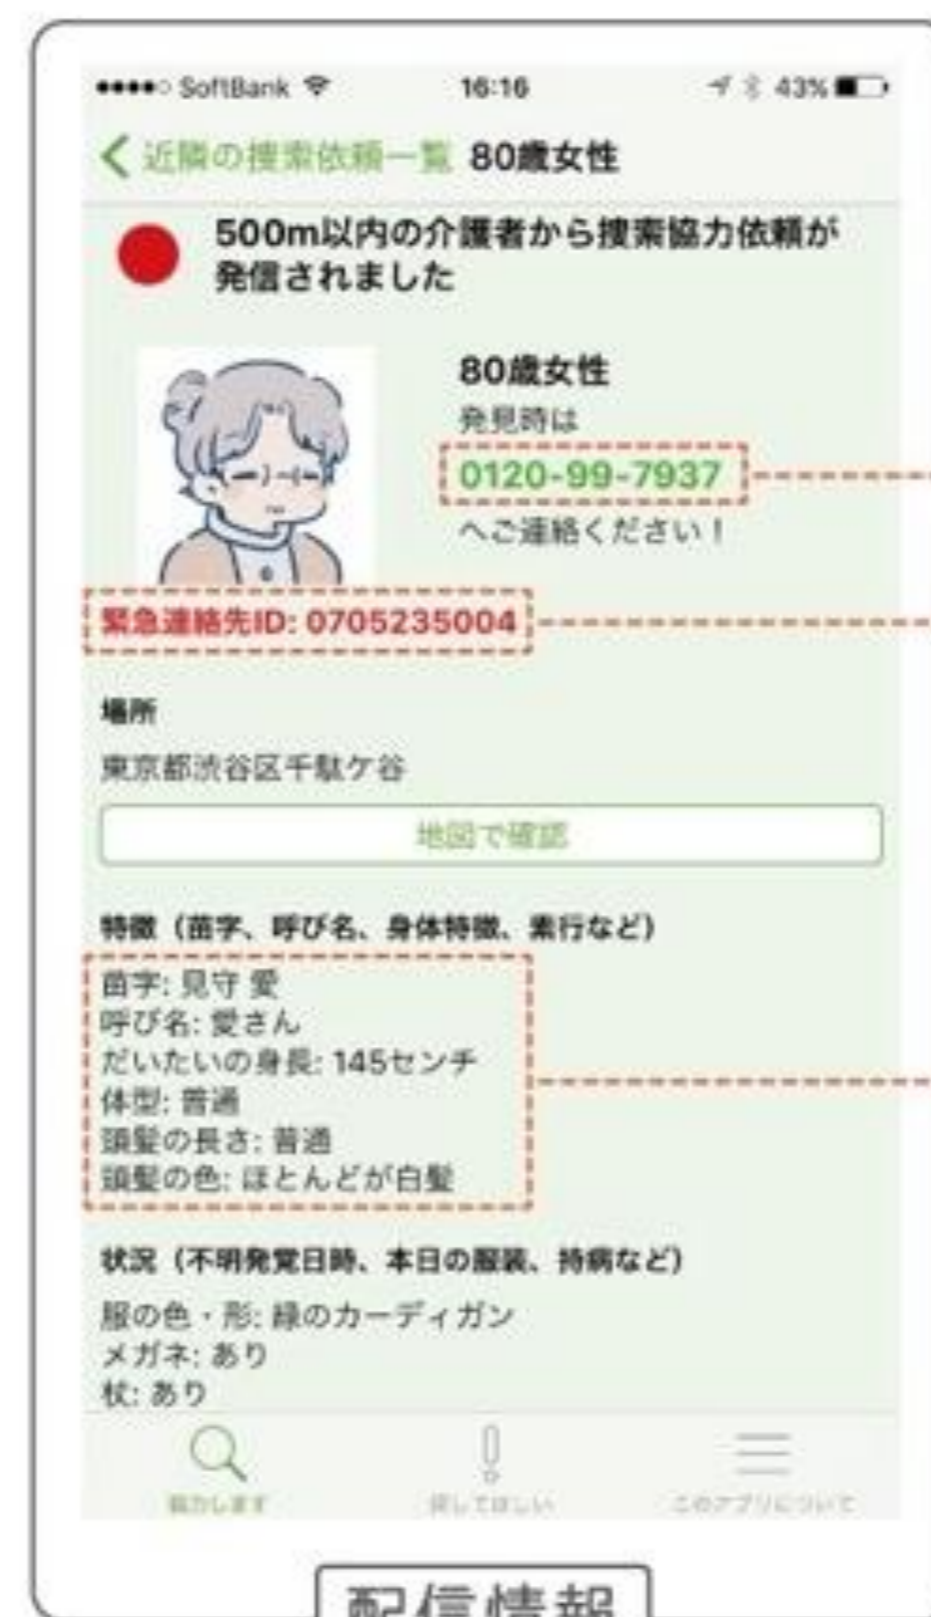 SoftBank 16:16 43%
近隣の捜索依頼一覧 80歳女性
500m以内の介護者から捜索協力依頼が
発信されました
80歳女性
発見時は
0120-99-7937
へご連絡ください！
緊急連絡先ID: 0705235004
場所
東京都渋谷区千駄ケ谷
地図で確認
特徴（苗字、呼び名、身体特徴、素行など）
苗字: 見守 愛
呼び名: 愛さん
だいたいの身長: 145センチ
体型: 普通
頭髪の長さ: 普通
頭髪の色: ほとんどが白髪
状況（不明発覚日時、本日の服装、持病など）
服の色・形: 緑のカーディガン
メガネ: あり
杖: あり
協力します 探してほしい このアプリについて
配信情報